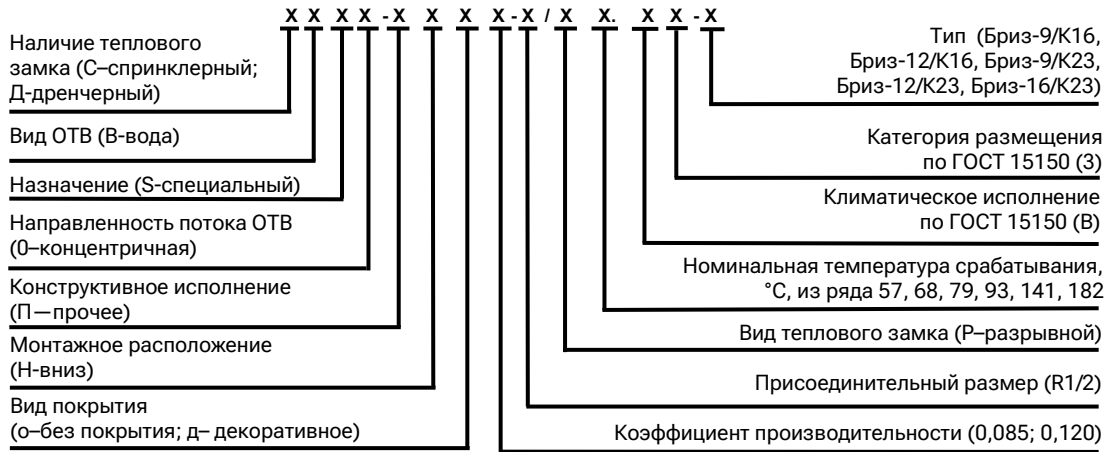 X X X X - X X X X - X / X X. X X - X
Наличие теплового
замка (С–спринклерный;
Д-дренчерный)
Вид ОТВ (В-вода)
Назначение (S-специальный)
Направленность потока ОТВ
(0–концентричная)
Конструктивное исполнение
(П—прочее)
Монтажное расположение
(Н-вниз)
Вид покрытия
(о–без покрытия; д– декоративное)
Тип (Бриз-9/К16,
Бриз-12/К16, Бриз-9/К23,
Бриз-12/К23, Бриз-16/К23)
Категория размещения
по ГОСТ 15150 (3)
Климатическое исполнение
по ГОСТ 15150 (В)
Номинальная температура срабатывания,
°С, из ряда 57, 68, 79, 93, 141, 182
Вид теплового замка (Р–разрывной)
Присоединительный размер (R1/2)
Коэффициент производительности (0,085; 0,120)